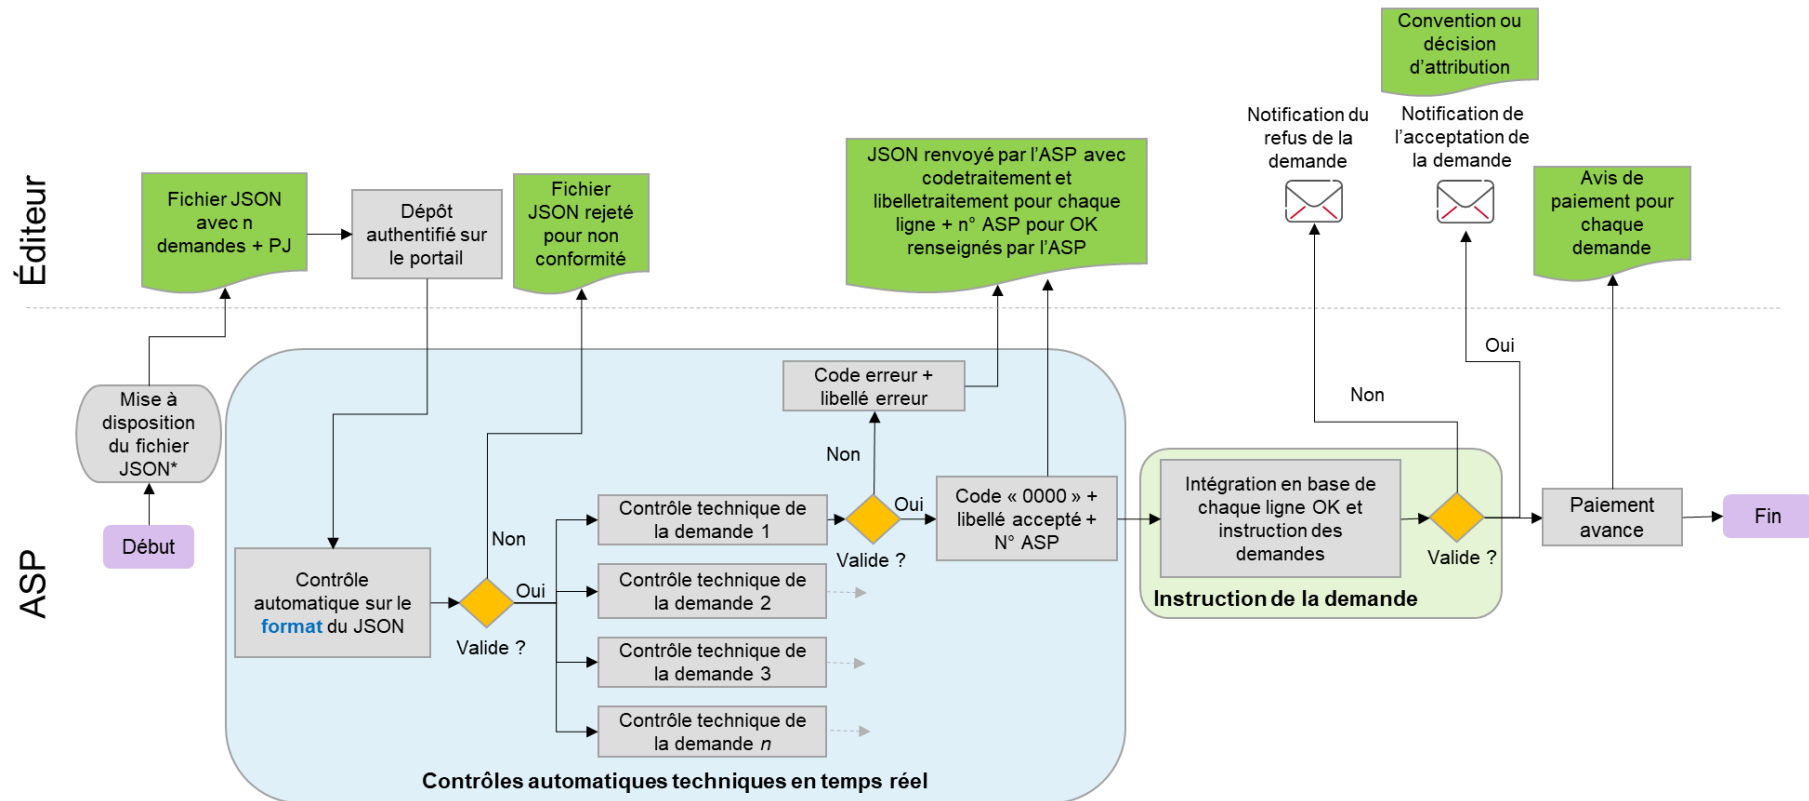 Éditeur
Convention ou
décision
d’attribution
Notification du
refus de la
demande
Notification de
l’acceptation de
la demande
Fichier JSON
avec n
demandes + PJ
Dépôt
authentifié sur
le portail
Fichier
JSON rejeté
pour non
conformité
JSON renvoyé par l’ASP avec
codetraitement et
libelletraitement pour chaque
ligne + n° ASP pour OK
renseignés par l’ASP
Avis de
paiement pour
chaque
demande
ASP
Mise à
disposition
du fichier
JSON*
Début
Contrôle
automatique sur le
format du JSON
Valide ?
Non
Oui
Contrôle technique de
la demande 1
Contrôle technique de
la demande 2
Contrôle technique de
la demande 3
Contrôle technique de
la demande n
Code erreur +
libellé erreur
Non
Oui
Valide ?
Code « 0000 » +
libellé accepté +
N° ASP
Contrôles automatiques techniques en temps réel
Intégration en base de
chaque ligne OK et
instruction des
demandes
Instruction de la demande
Valide ?
Non
Oui
Paiement
avance
Fin